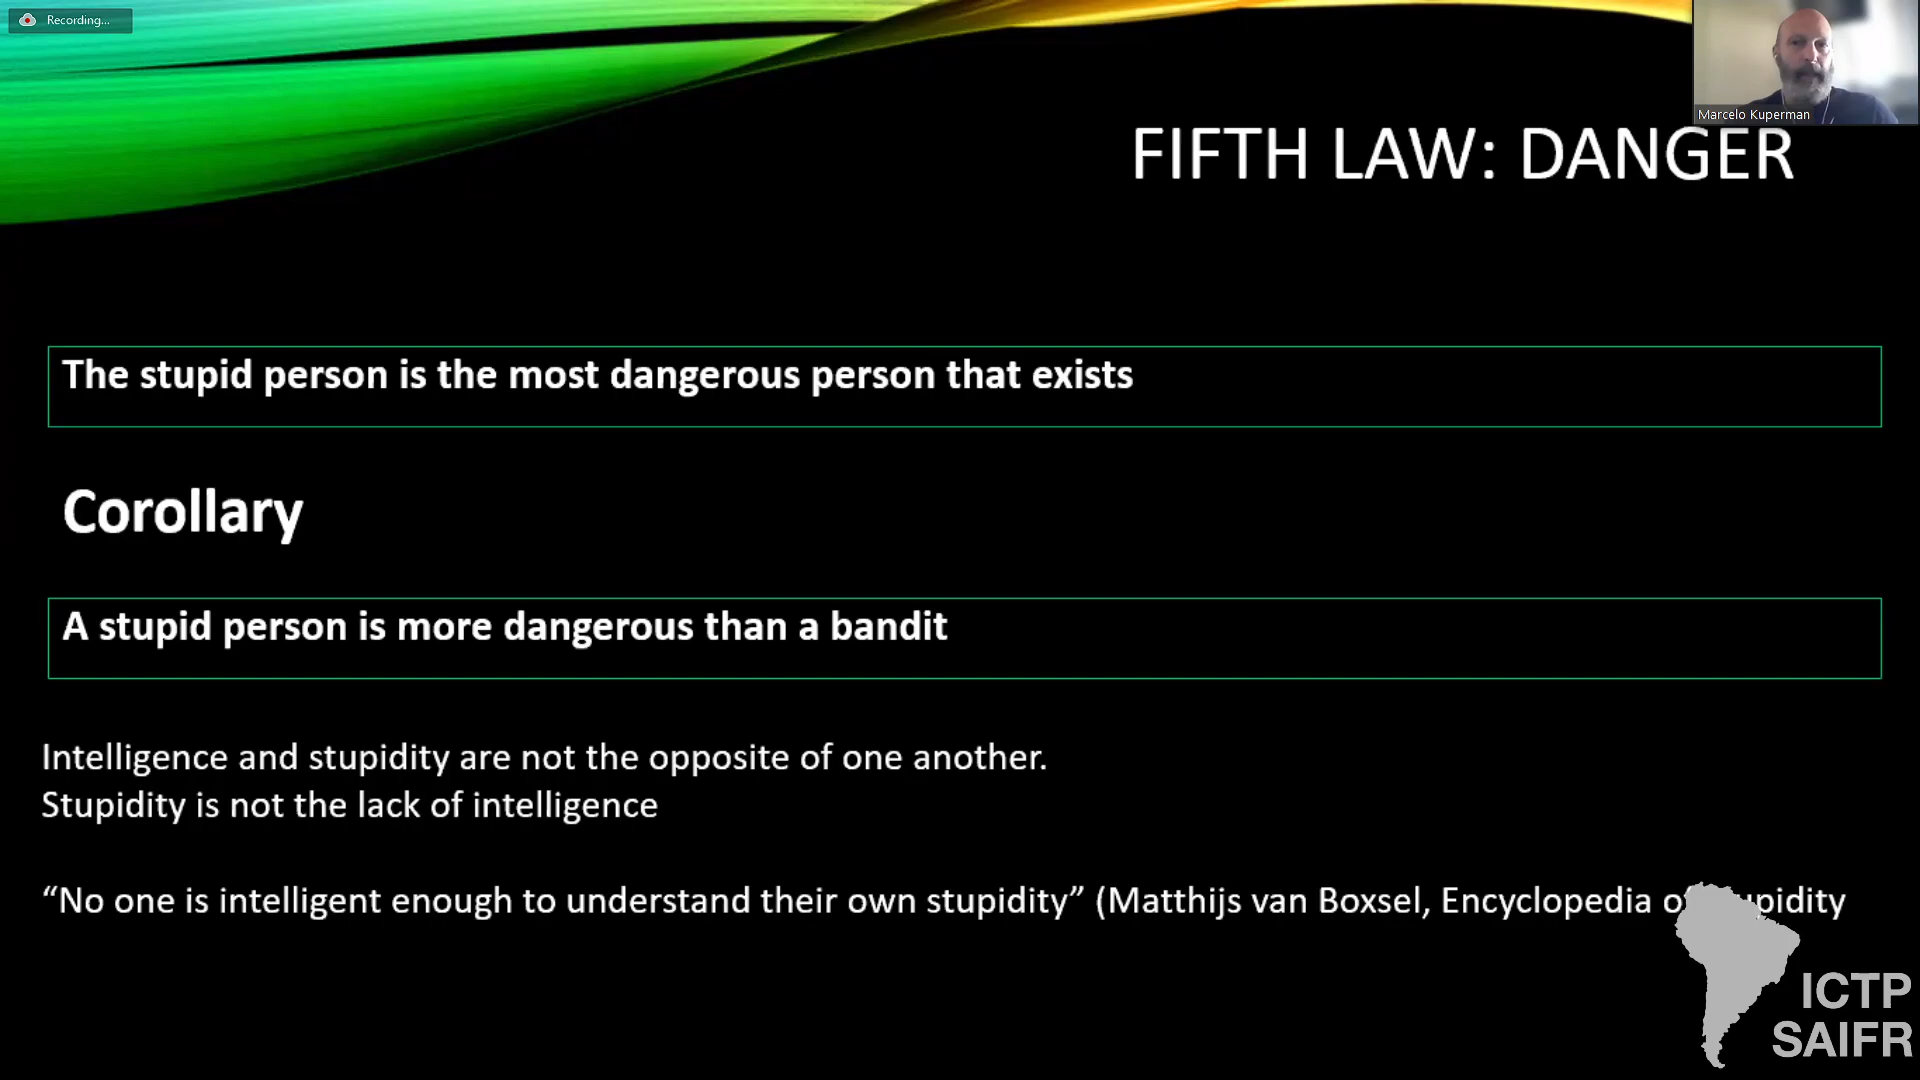 Recording...
Marcelo Kuperman
FIFTH LAW: DANGER
The stupid person is the most dangerous person that exists
Corollary
A stupid person is more dangerous than a bandit
Intelligence and stupidity are not the opposite of one another.
Stupidity is not the lack of intelligence
“No one is intelligent enough to understand their own stupidity” (Matthijs van Boxsel, Encyclopedia of Stupidity
ICTP
SAIFR